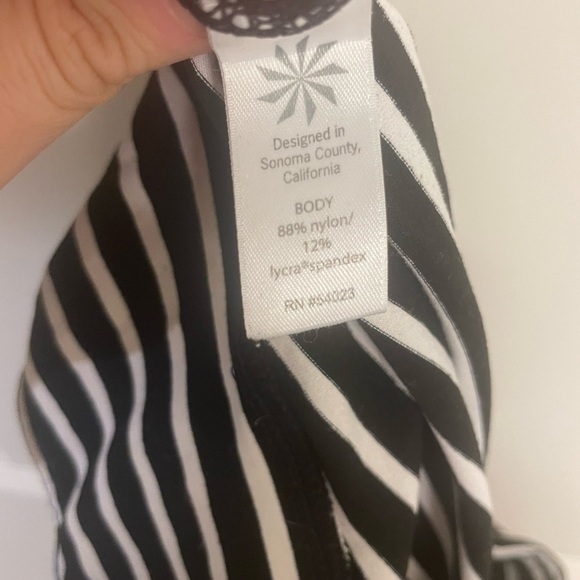 Designed in
Sonoma County,
California
BODY
88% nylon/
12%
lycra®spandex
RN #54023